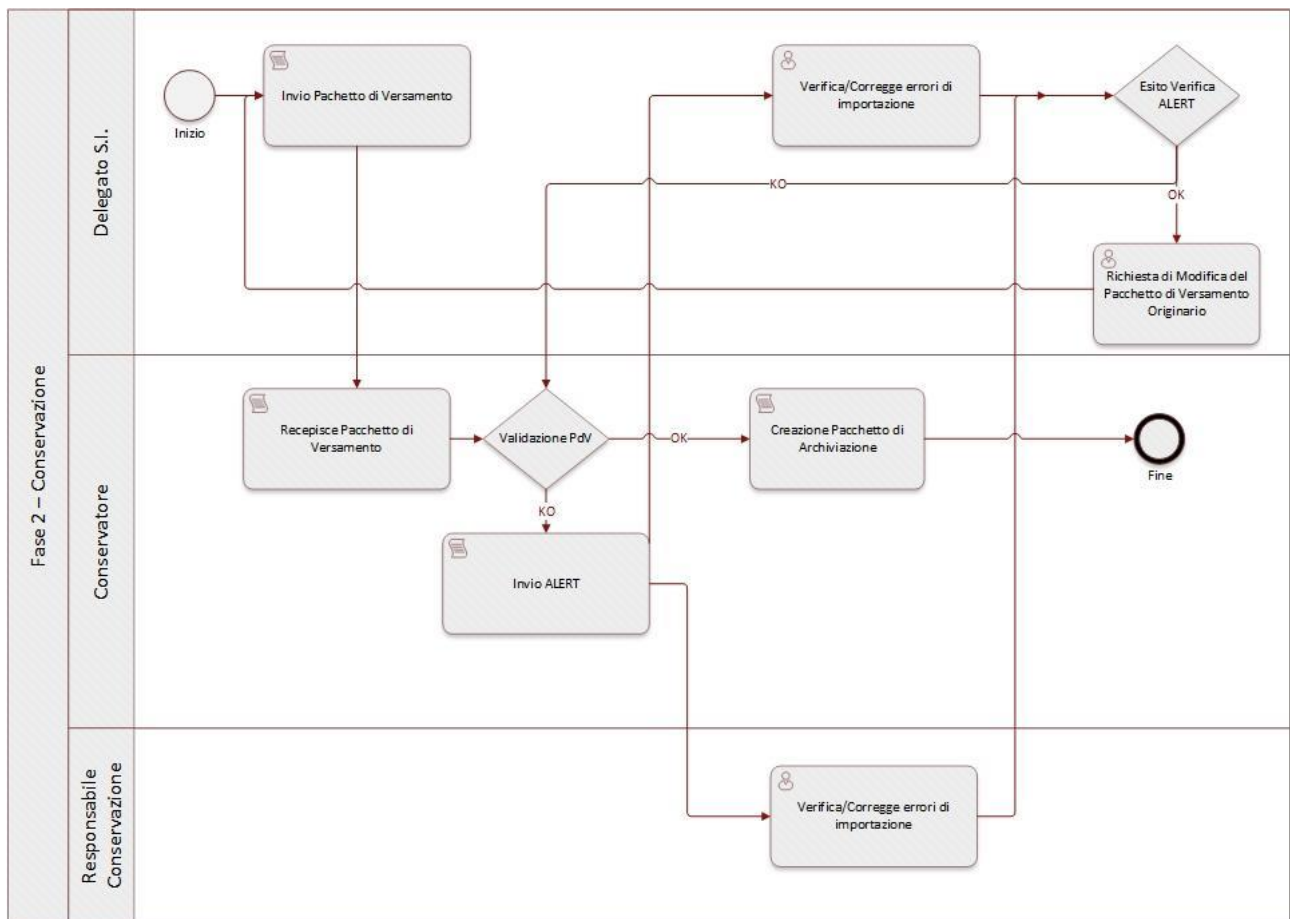 Fase 2 – Conservazione
Delegato S.I.
Inizio
Invio Pachetto di Versamento
Verifica/Corregge errori di
importazione
Esito Verifica
ALERT
KO
OK
Richiesta di Modifica del
Pacchetto di Versamento
Originario
Conservatore
Recepisce Pacchetto di
Versamento
Validazione PdV
OK
Creazione Pacchetto di
Archiviazione
Fine
KO
Invio ALERT
Responsabile
Conservazione
Verifica/Corregge errori di
importazione